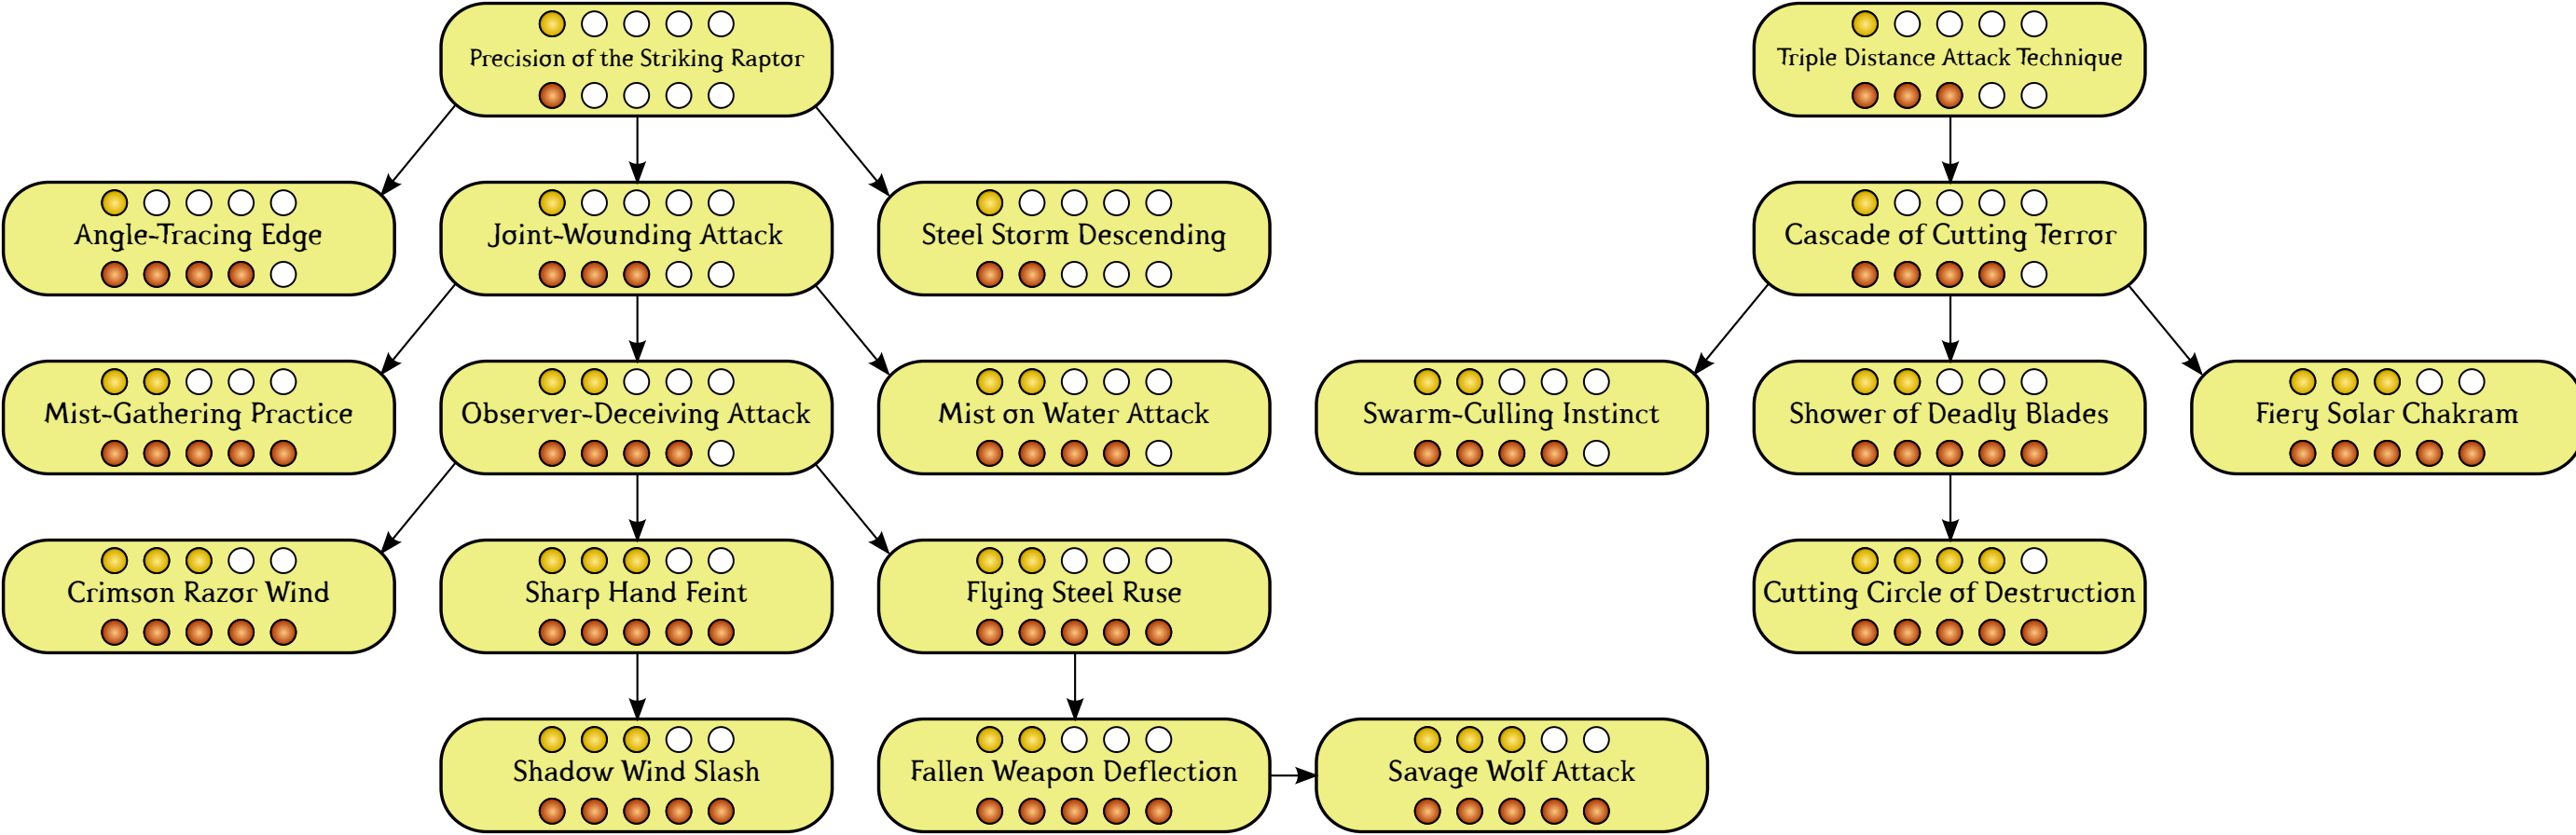 Precision of the Striking Raptor
Triple Distance Attack Technique
Angle-Tracing Edge
Joint-Wounding Attack
Steel Storm Descending
Cascade of Cutting Terror
Mist-Gathering Practice
Observer-Deceiving Attack
Mist on Water Attack
Swarm-Culling Instinct
Shower of Deadly Blades
Fiery Solar Chakram
Crimson Razor Wind
Sharp Hand Feint
Flying Steel Ruse
Cutting Circle of Destruction
Shadow Wind Slash
Fallen Weapon Deflection
Savage Wolf Attack